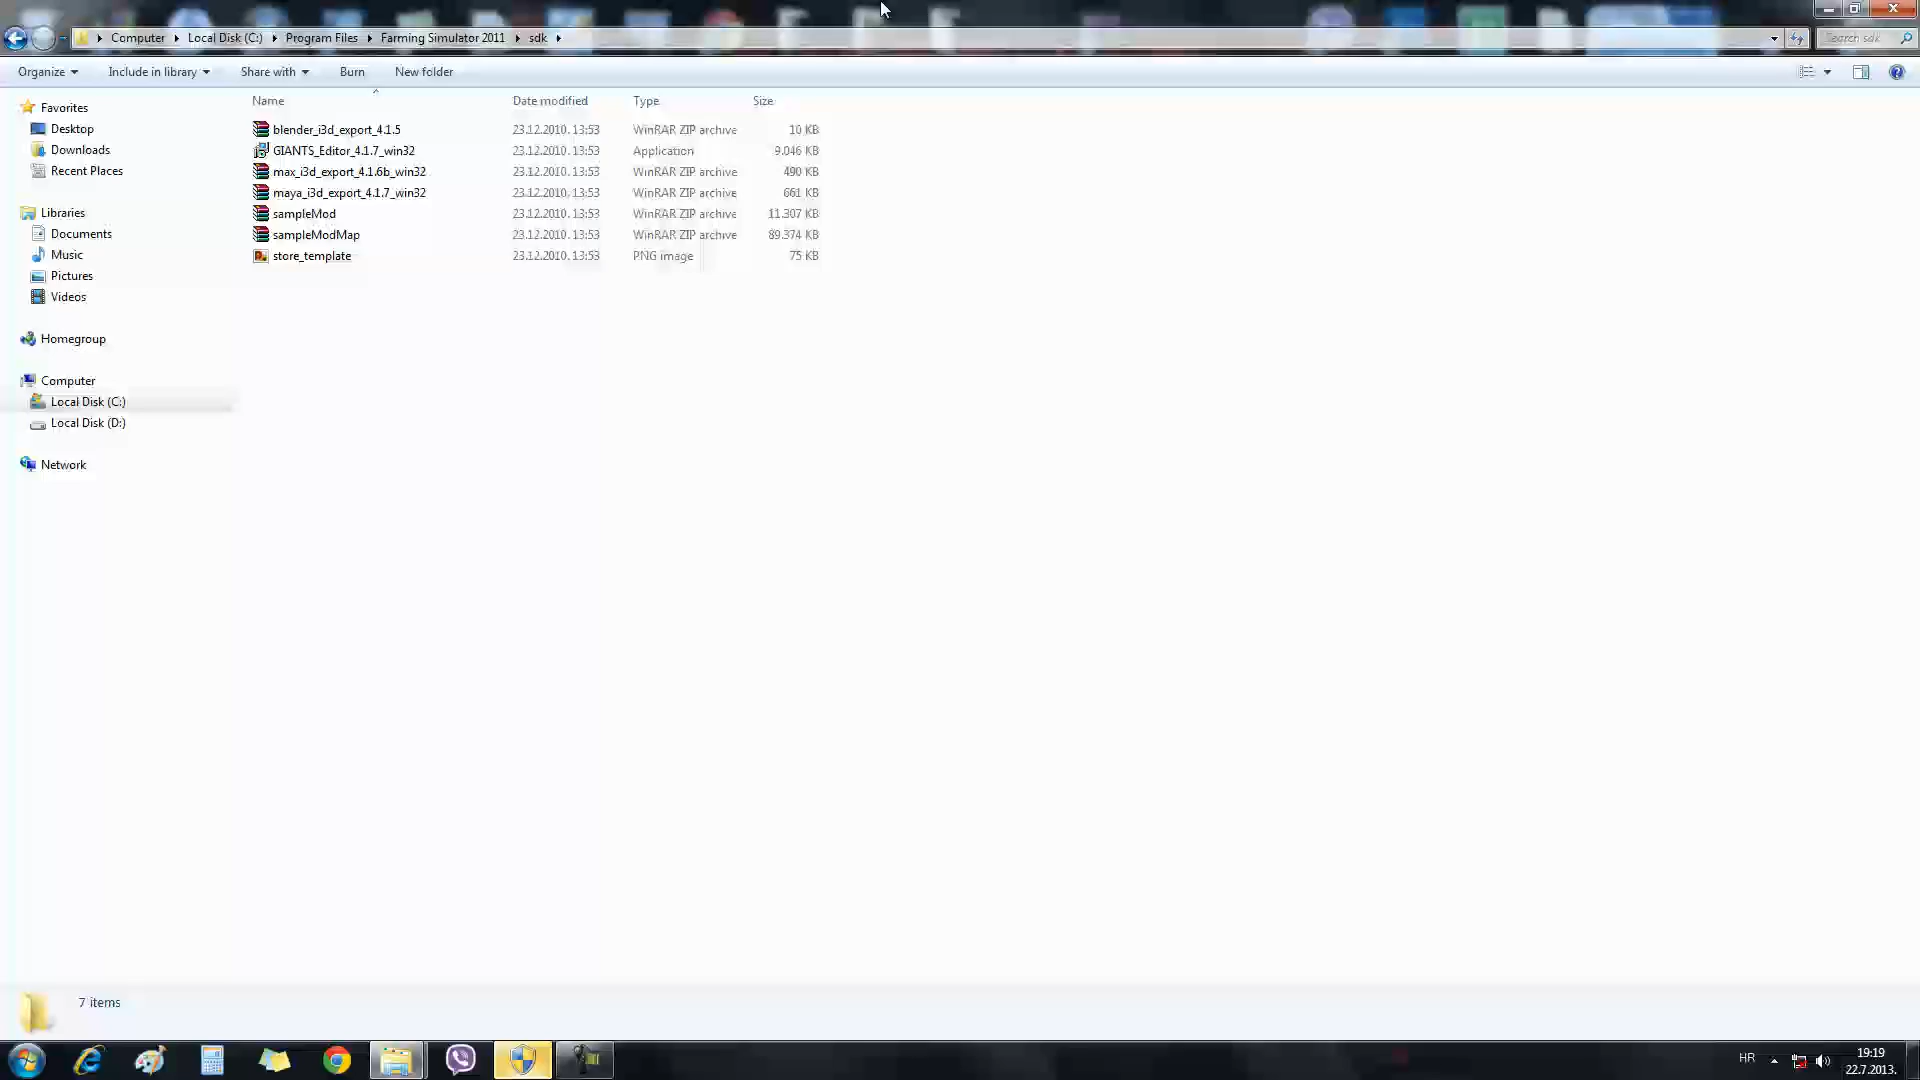 Computer Local Disk (C:) Program Files Farming Simulator 2011 sdk Search sdk
Organize Include in library Share with Burn New folder
Name Date modified Type Size
Favorites
Desktop
Downloads
Recent Places
Libraries
Documents
Music
Pictures
Videos
Homegroup
Computer
Local Disk (C:)
Local Disk (D:)
Network
blender_i3d_export_4.1.5 23.12.2010. 13:53 WinRAR ZIP archive 10 KB
GIANTS_Editor_4.1.7_win32 23.12.2010. 13:53 Application 9.046 KB
max_i3d_export_4.1.6b_win32 23.12.2010. 13:53 WinRAR ZIP archive 490 KB
maya_i3d_export_4.1.7_win32 23.12.2010. 13:53 WinRAR ZIP archive 661 KB
sampleMod 23.12.2010. 13:53 WinRAR ZIP archive 11.307 KB
sampleModMap 23.12.2010. 13:53 WinRAR ZIP archive 89.374 KB
store_template 23.12.2010. 13:53 PNG image 75 KB
7 items
HR 19:19
22.7.2013.